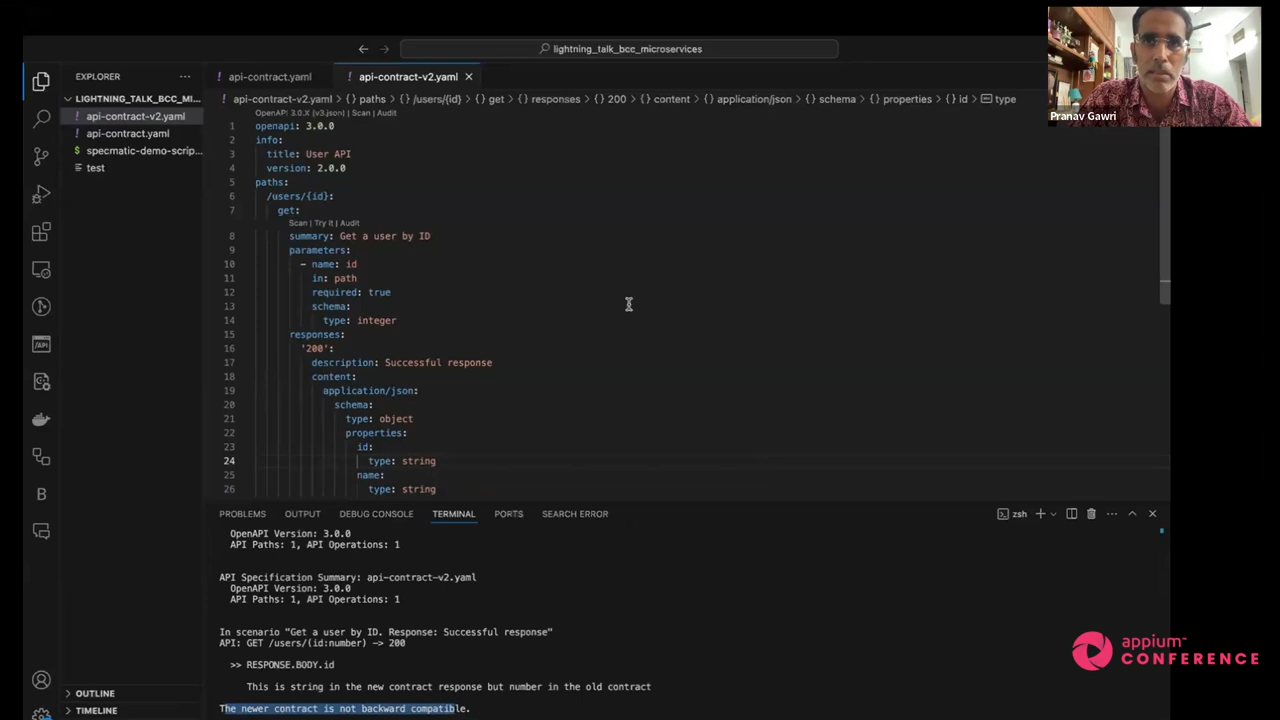 lightning_talk_bcc_microservices
Pranav Gawri
EXPLORER
api-contract.yaml
api-contract-v2.yaml
LIGHTNING_TALK_BCC_MI...
api-contract-v2.yaml
api-contract.yaml
specmatic-demo-scrip...
test
api-contract-v2.yaml > {} paths > {} /users/{id} > {} get > {} responses > {} 200 > {} content > {} application/json > {} schema > {} properties > {} id > type
OpenAPI: 3.0.X (v3.json) | Scan | Audit
1 openapi: 3.0.0
2 info:
3 title: User API
4 version: 2.0.0
5 paths:
6 /users/{id}:
7 get:
Scan | Try It | Audit
8 summary: Get a user by ID
9 parameters:
10 - name: id
11 in: path
12 required: true
13 schema:
14 type: integer
15 responses:
16 '200':
17 description: Successful response
18 content:
19 application/json:
20 schema:
21 type: object
22 properties:
23 id:
24 type: string
25 name:
26 type: string
/API
B
PROBLEMS OUTPUT DEBUG CONSOLE TERMINAL PORTS SEARCH ERROR
zsh
OpenAPI Version: 3.0.0
API Paths: 1, API Operations: 1
API Specification Summary: api-contract-v2.yaml
OpenAPI Version: 3.0.0
API Paths: 1, API Operations: 1
In scenario "Get a user by ID. Response: Successful response"
API: GET /users/(id:number) -> 200
>> RESPONSE.BODY.id
This is string in the new contract response but number in the old contract
The newer contract is not backward compatible.
OUTLINE
TIMELINE
appium™
CONFERENCE